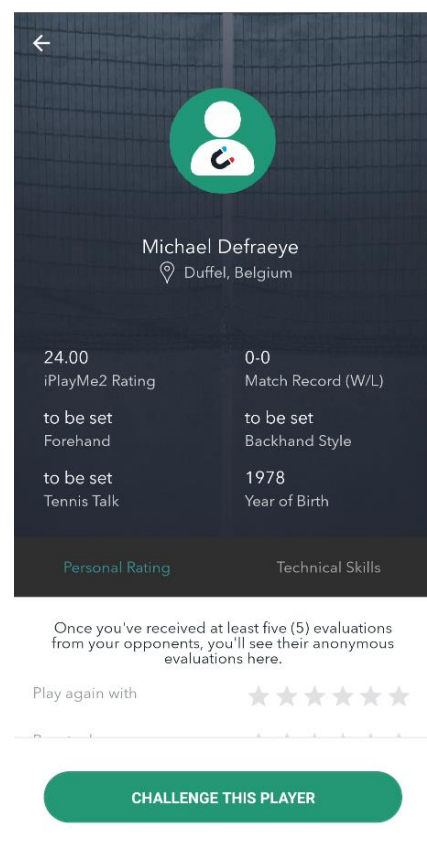 Michael Defraeye
Duffel, Belgium
24.00
iPlayMe2 Rating
0-0
Match Record (W/L)
to be set
Forehand
to be set
Backhand Style
to be set
Tennis Talk
1978
Year of Birth
Personal Rating
Technical Skills
Once you've received at least five (5) evaluations
from your opponents, you'll see their anonymous
evaluations here.
Play again with
CHALLENGE THIS PLAYER